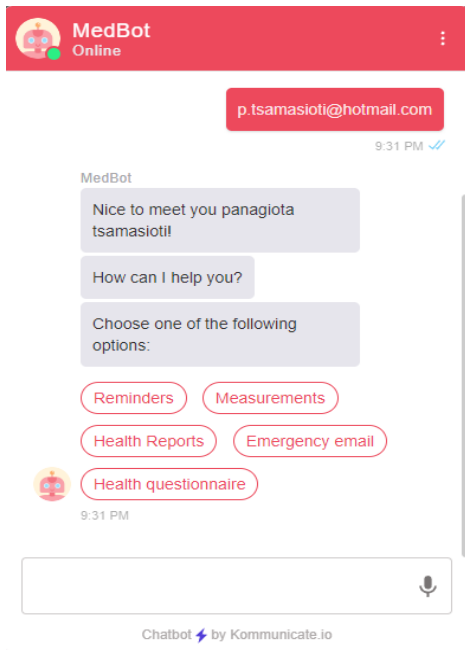 MedBot
Online
p.tsamasioti@hotmail.com
9:31 PM
MedBot
Nice to meet you panagiota
tsamasioti!
How can I help you?
Choose one of the following
options:
Reminders
Measurements
Health Reports
Emergency email
Health questionnaire
9:31 PM
Chatbot by Kommunicate.io